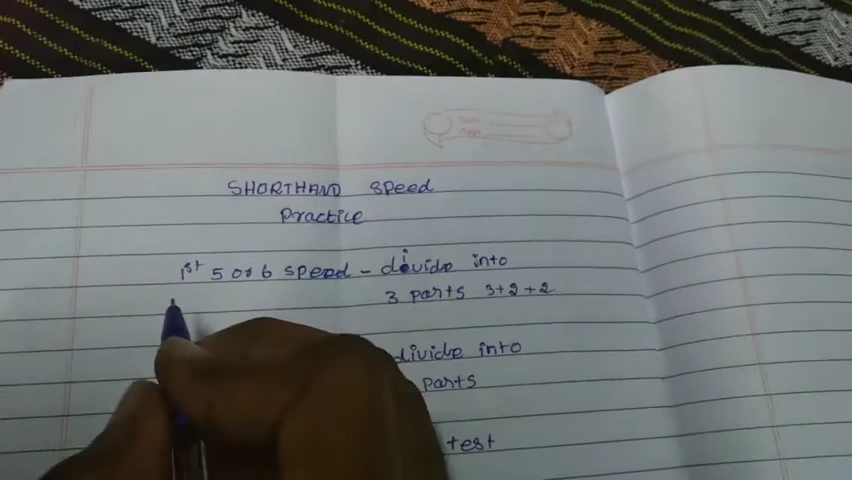 SHORTHAND Speed
Practice
1st 5 or 6 speed - divide into
3 parts 3+2+2
divide into
parts
test